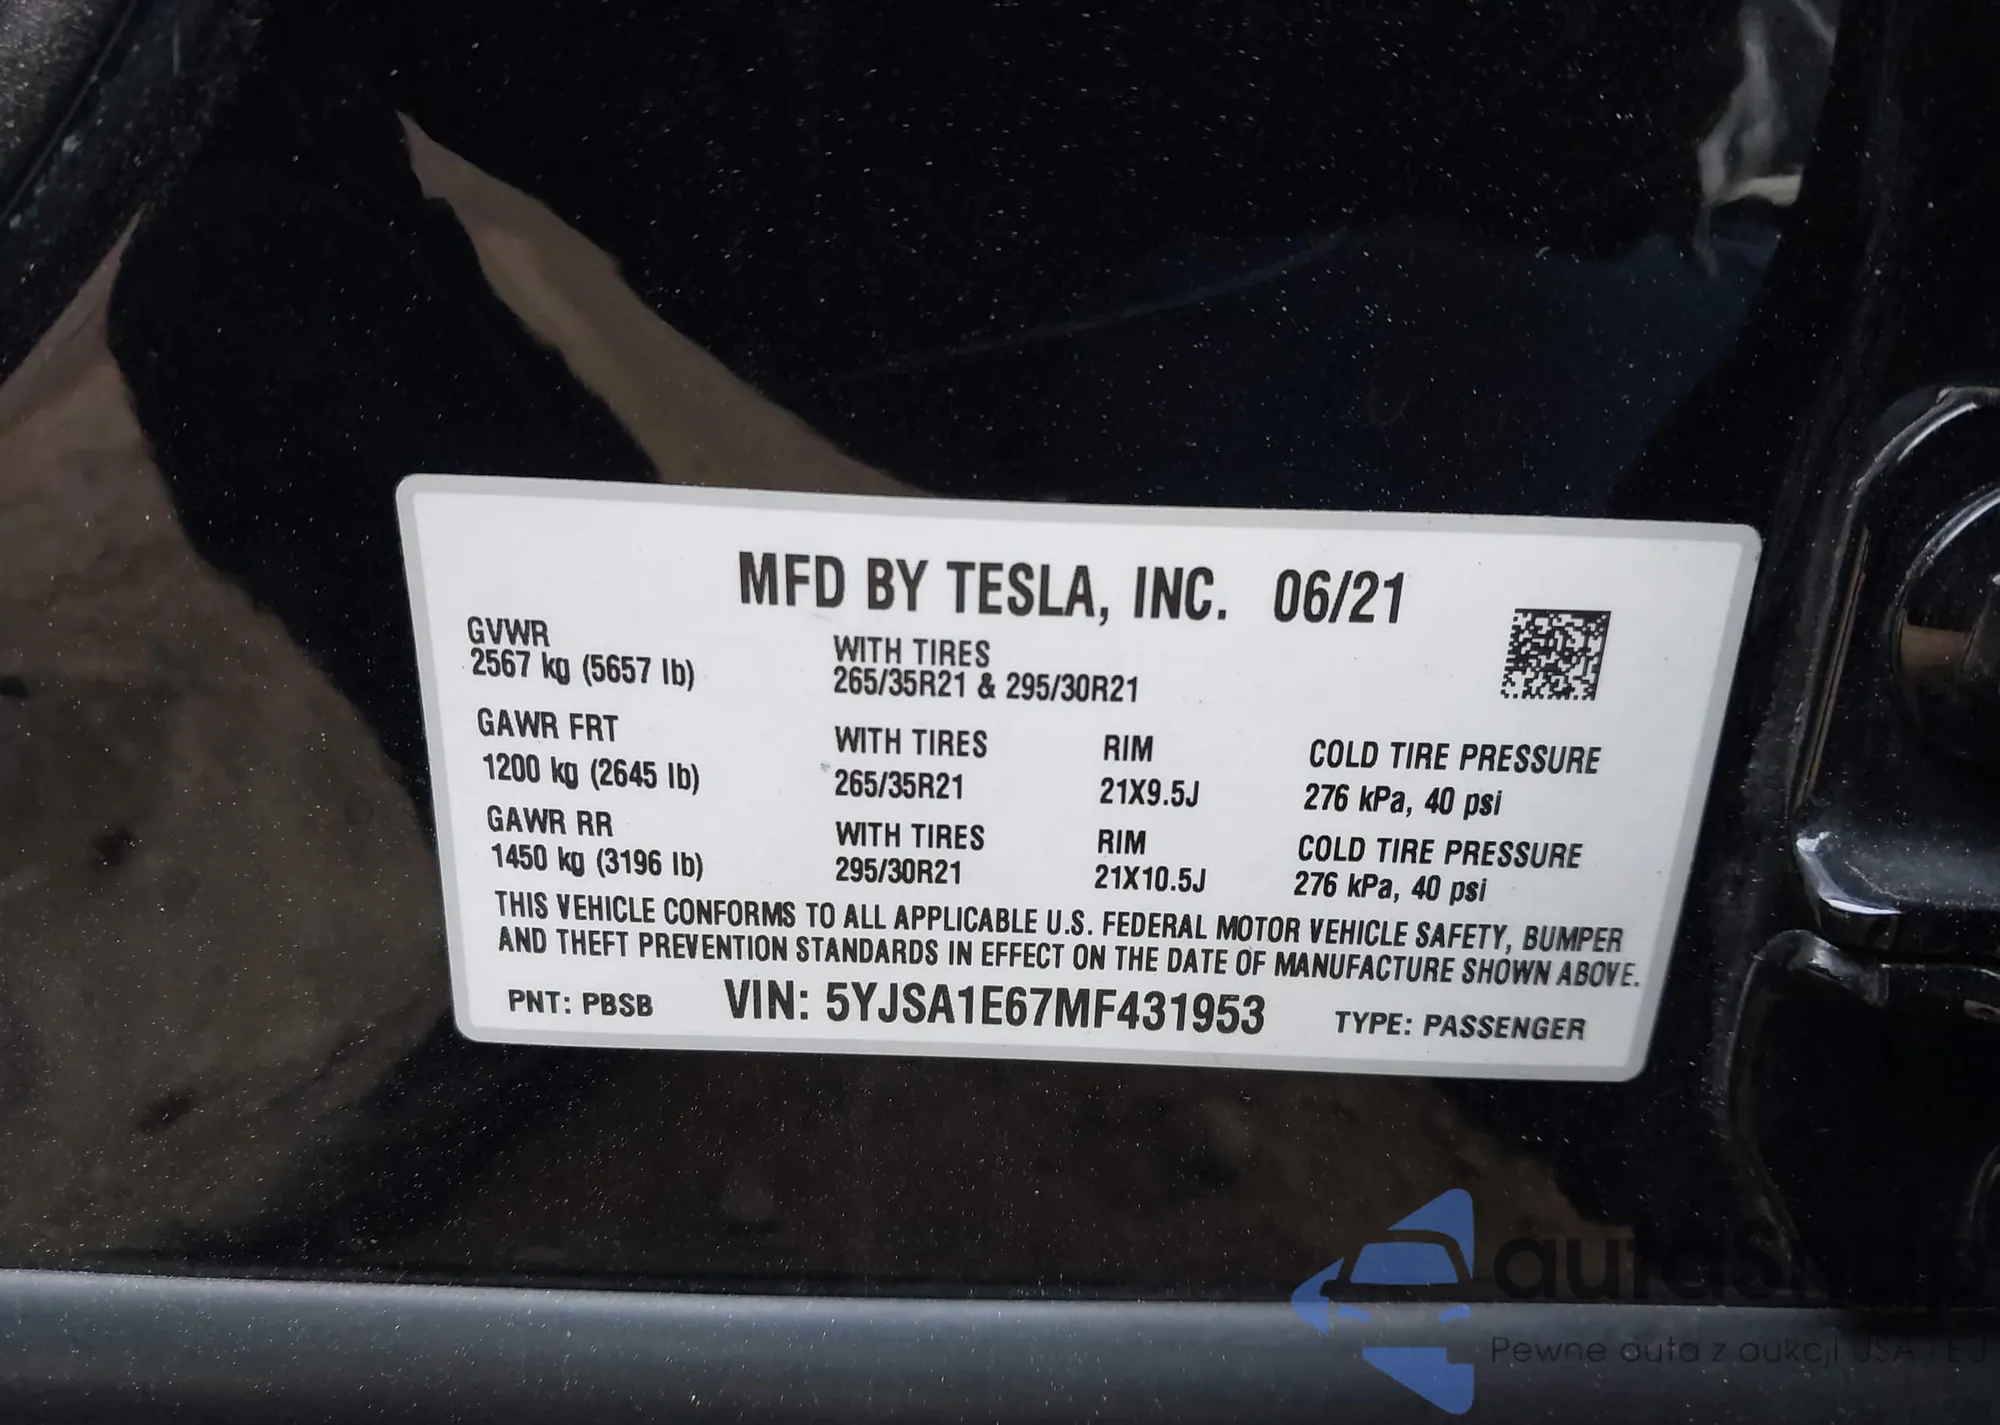 MFD BY TESLA, INC. 06/21
GVWR
2567 kg (5657 lb)
WITH TIRES
265/35R21 & 295/30R21
GAWR FRT
1200 kg (2645 lb)
WITH TIRES
265/35R21
RIM
21X9.5J
COLD TIRE PRESSURE
276 kPa, 40 psi
GAWR RR
1450 kg (3196 lb)
WITH TIRES
295/30R21
RIM
21X10.5J
COLD TIRE PRESSURE
276 kPa, 40 psi
THIS VEHICLE CONFORMS TO ALL APPLICABLE U.S. FEDERAL MOTOR VEHICLE SAFETY, BUMPER
AND THEFT PREVENTION STANDARDS IN EFFECT ON THE DATE OF MANUFACTURE SHOWN ABOVE.
PNT: PBSB VIN: 5YJSA1E67MF431953 TYPE: PASSENGER
Pewne auta z aukcji USA